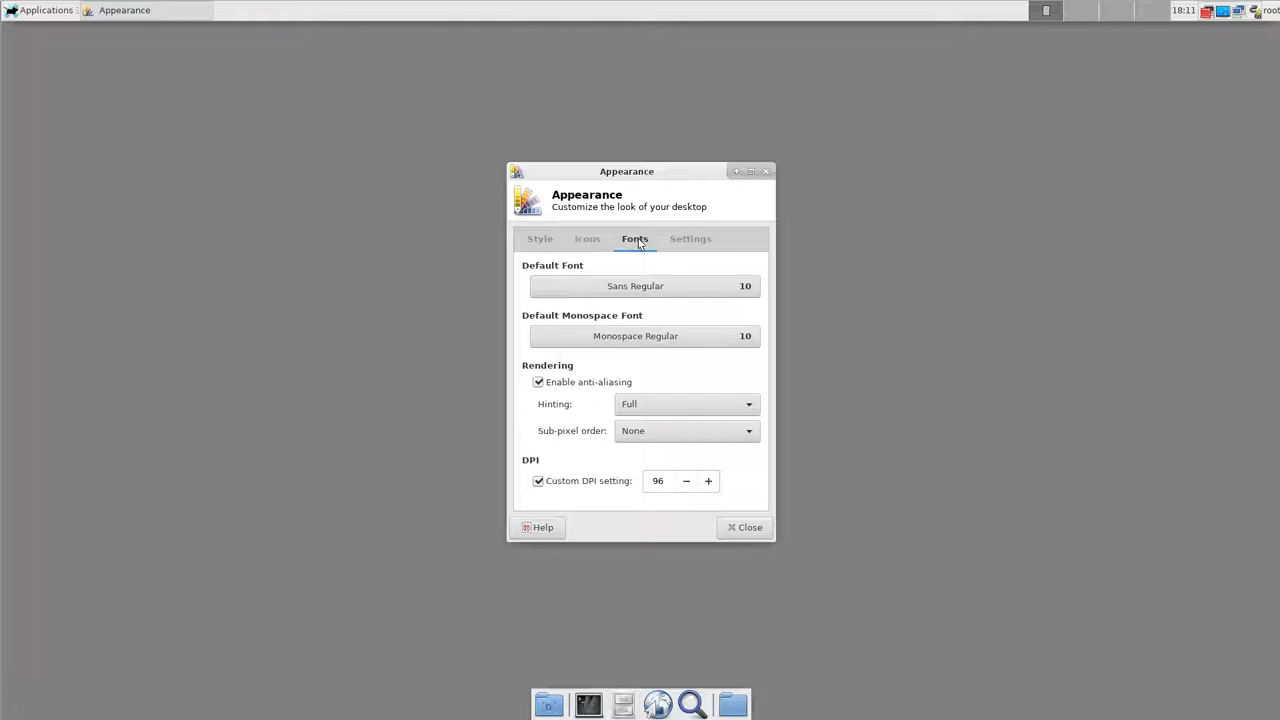 Applications
Appearance
18:11
root
Appearance
Appearance
Customize the look of your desktop
Style Icons Fonts Settings
Default Font
Sans Regular 10
Default Monospace Font
Monospace Regular 10
Rendering
Enable anti-aliasing
Hinting: Full
Sub-pixel order: None
DPI
Custom DPI setting: 96 − +
Help Close